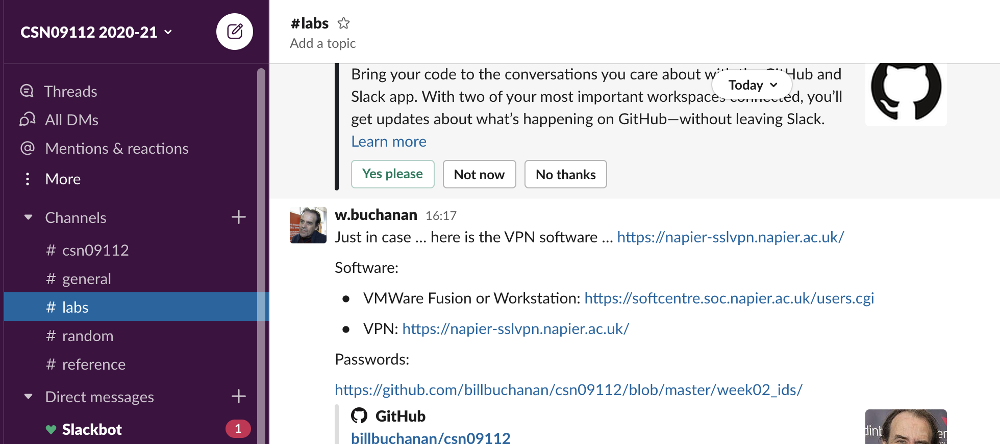 CSN09112 2020-21
Threads
All DMs
Mentions & reactions
More
Channels
# csn09112
# general
# labs
# random
# reference
Direct messages
Slackbot
1
#labs
Add a topic
Bring your code to the conversations you care about with the GitHub and
Today
Slack app. With two of your most important workspaces connected, you’ll
get updates about what’s happening on GitHub—without leaving Slack.
Learn more
Yes please
Not now
No thanks
w.buchanan 16:17
Just in case ... here is the VPN software ... https://napier-sslvpn.napier.ac.uk/
Software:
● VMWare Fusion or Workstation: https://softcentre.soc.napier.ac.uk/users.cgi
● VPN: https://napier-sslvpn.napier.ac.uk/
Passwords:
https://github.com/billbuchanan/csn09112/blob/master/week02_ids/
GitHub
billbuchanan/csn09112